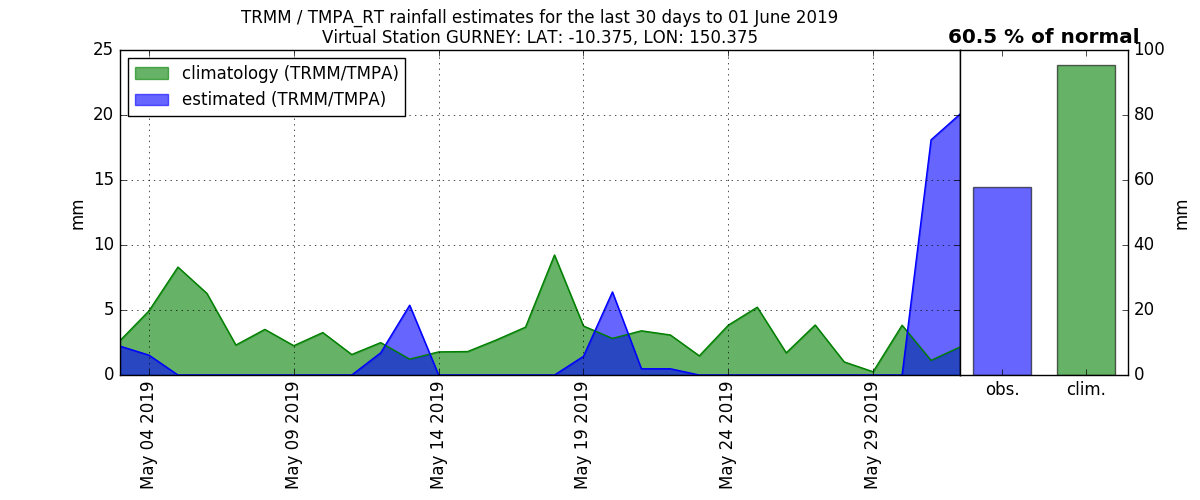 TRMM / TMPA_RT rainfall estimates for the last 30 days to 01 June 2019
Virtual Station GURNEY: LAT: -10.375, LON: 150.375
60.5 % of normal
climatology (TRMM/TMPA)
estimated (TRMM/TMPA)
25
20
15
10
5
0
mm
May 04 2019
May 09 2019
May 14 2019
May 19 2019
May 24 2019
May 29 2019
obs.
clim.
100
80
60
40
20
0
mm